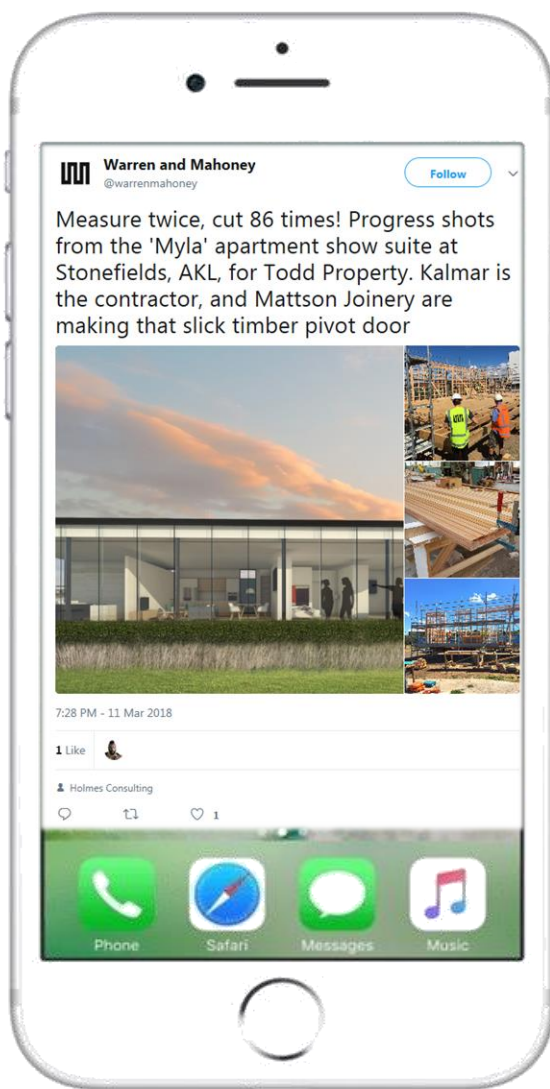 Warren and Mahoney
@warrenmahoney
Follow
Measure twice, cut 86 times! Progress shots
from the 'Myla' apartment show suite at
Stonefields, AKL, for Todd Property. Kalmar is
the contractor, and Mattson Joinery are
making that slick timber pivot door
7:28 PM - 11 Mar 2018
1 Like
Holmes Consulting
1
Phone
Safari
Messages
Music